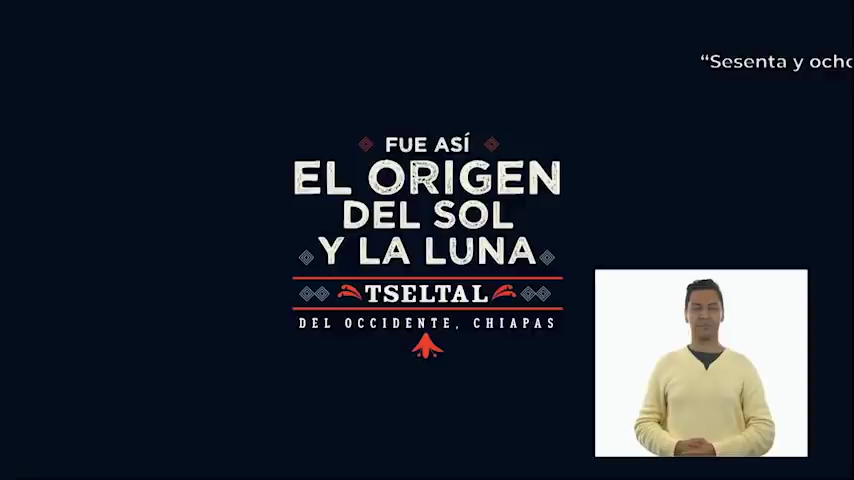 “Sesenta y ocho
FUE ASÍ
EL ORIGEN
DEL SOL
Y LA LUNA
TSELTAL
DEL OCCIDENTE, CHIAPAS